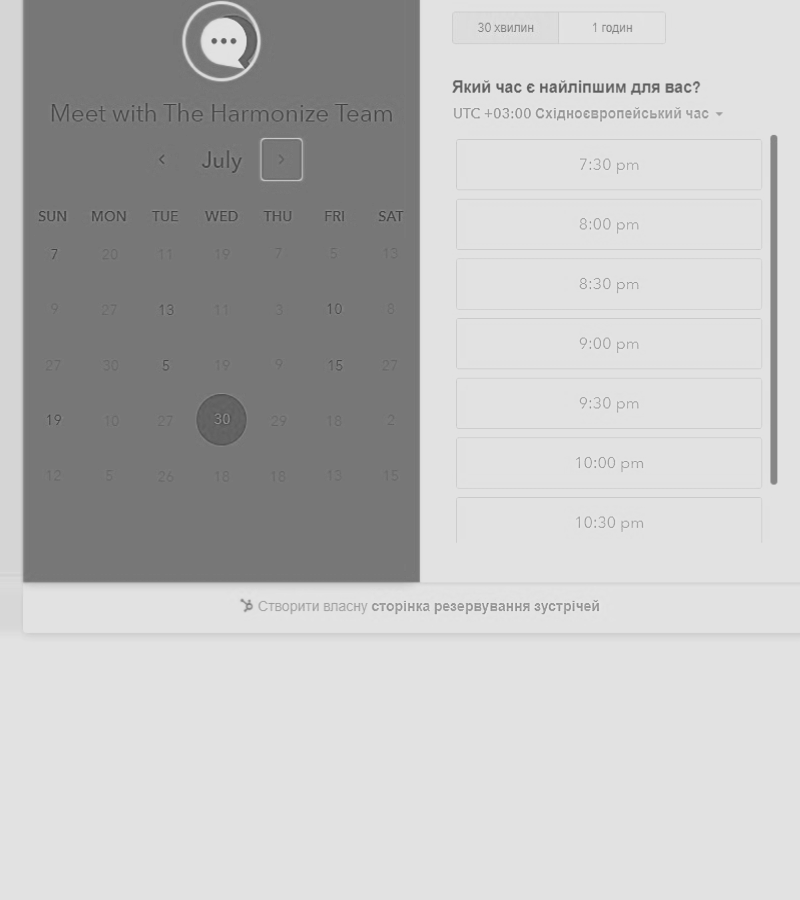 Meet with The Harmonize Team
July
SUN MON TUE WED THU FRI SAT
7 20 11 19 7 5 13
9 27 13 11 3 10 8
27 30 5 19 9 15 27
19 10 27 30 29 18 2
12 5 26 18 18 13 15
30 хвилин 1 годин
Який час є найліпшим для вас?
UTC +03:00 Східноєвропейський час
7:30 pm
8:00 pm
8:30 pm
9:00 pm
9:30 pm
10:00 pm
10:30 pm
Створити власну сторінка резервування зустрічей